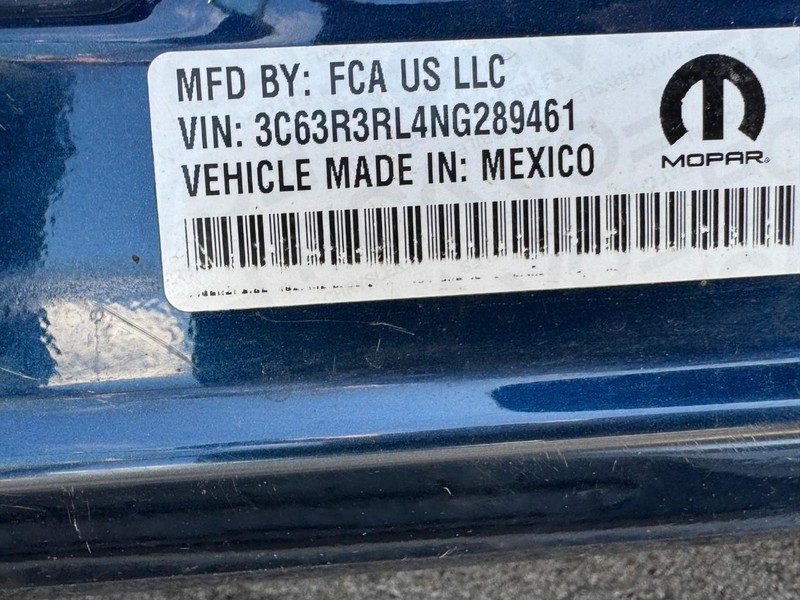 MFD BY: FCA US LLC
VIN: 3C63R3RL4NG289461
VEHICLE MADE IN: MEXICO
MOPAR